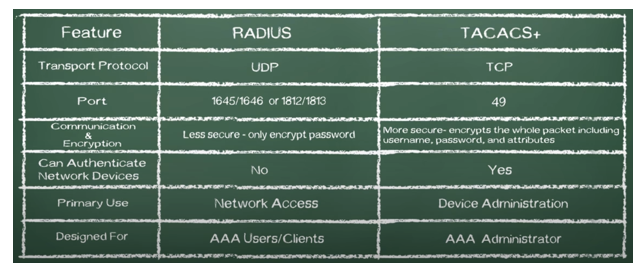 Feature RADIUS TACACS+
Transport Protocol UDP TCP
Port 1645/1646 or 1812/1813 49
Communication
&
Encryption
Less secure - only encrypt password
More secure- encrypts the whole packet including
username, password, and attributes
Can Authenticate
Network Devices
No Yes
Primary Use Network Access Device Administration
Designed For AAA Users/Clients AAA Administrator